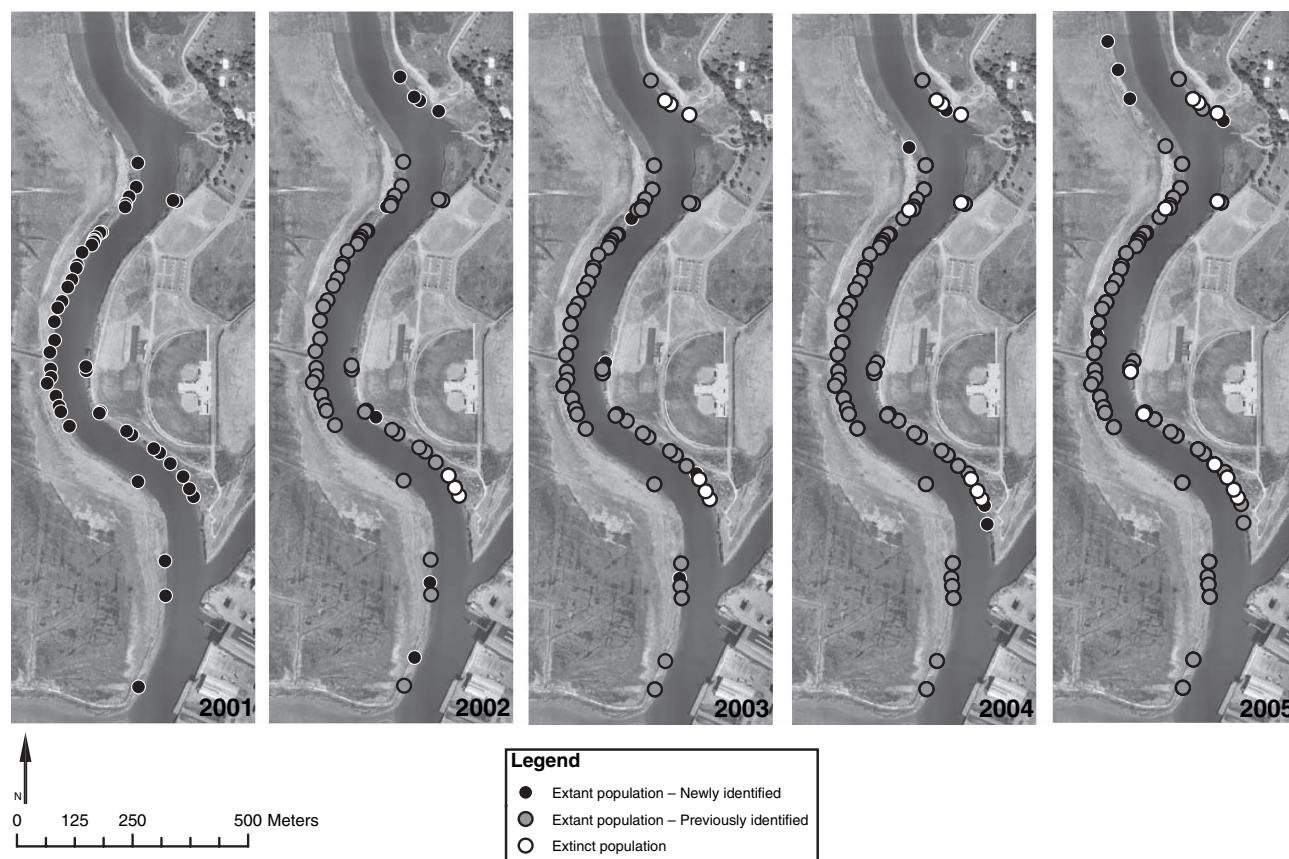 2001
2002
2003
2004
2005
N
0 125 250 500 Meters
Legend
Extant population – Newly identified
Extant population – Previously identified
Extinct population